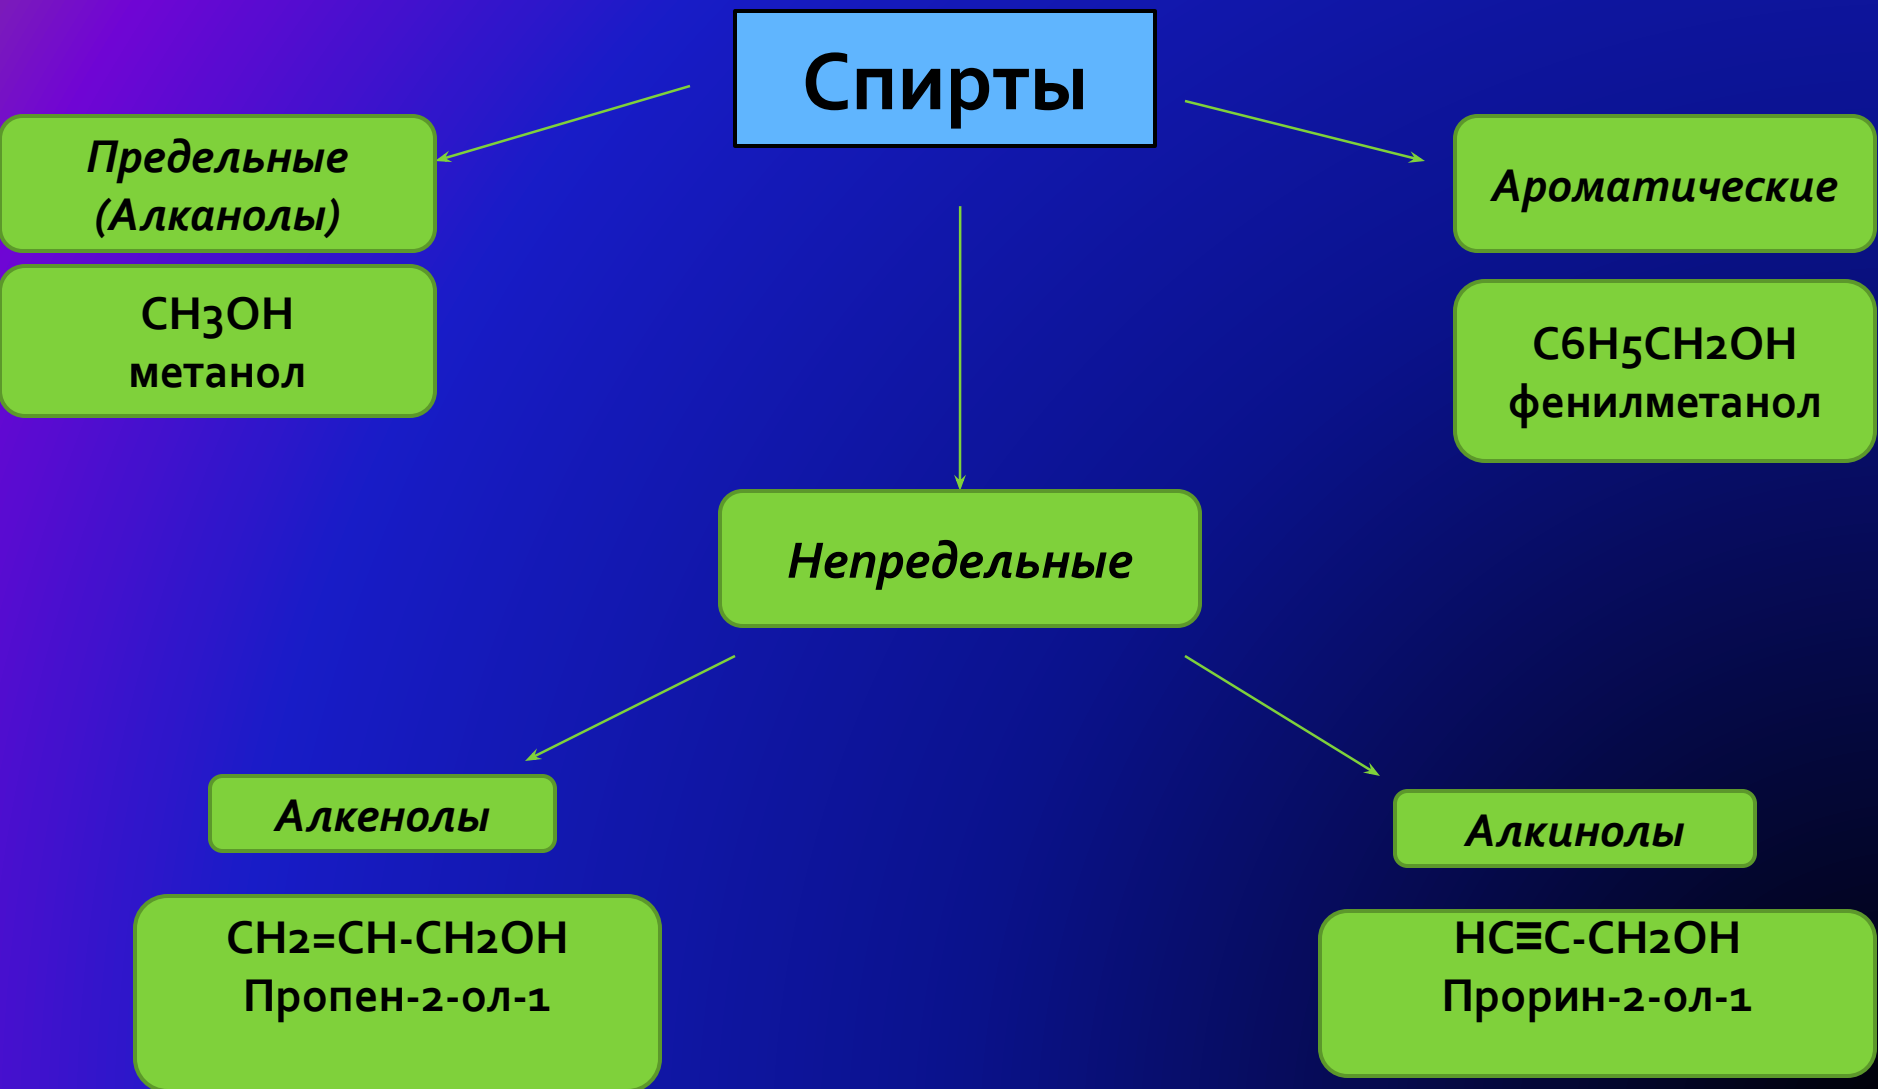 Спирты
Предельные
(Алканолы)
CH3OH
метанол
Ароматические
C6H5CH2OH
фенилметанол
Непредельные
Алкенолы
CH2=CH-CH2OH
Пропен-2-ол-1
Алкинолы
HC≡C-CH2OH
Прорин-2-ол-1